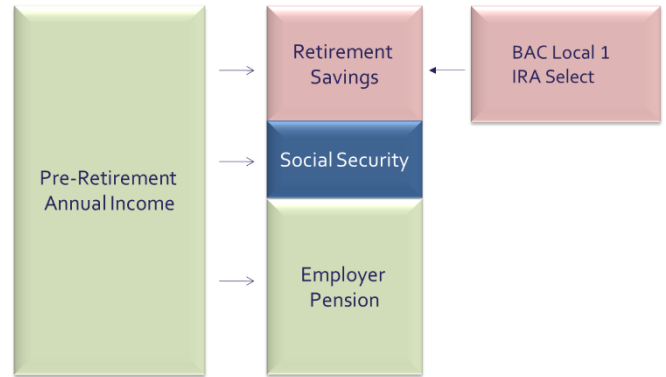 Pre-Retirement
Annual Income
Retirement
Savings
Social Security
Employer
Pension
BAC Local 1
IRA Select